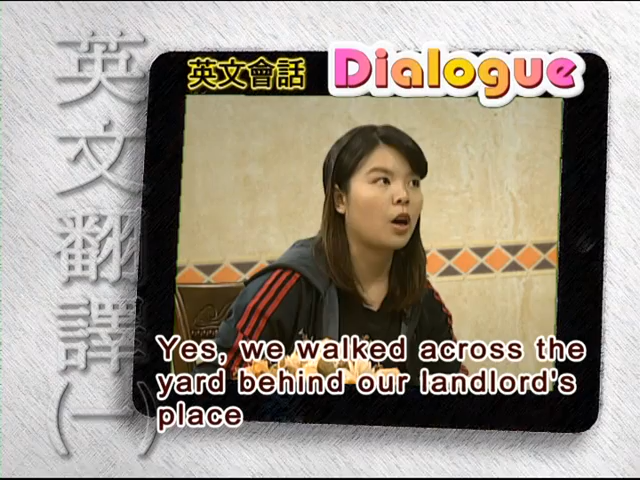 英文翻譯(一)
英文會話 Dialogue
Yes, we walked across the
yard behind our landlord's
place